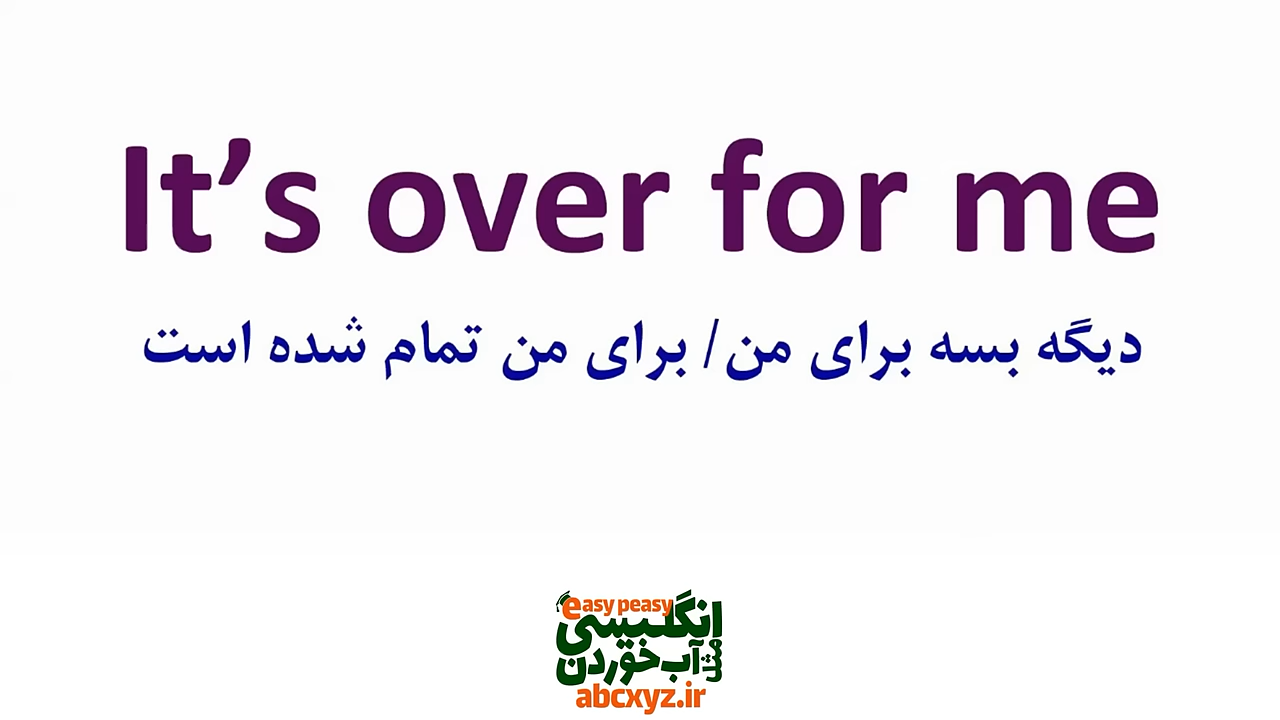 It’s over for me
دیگه بسه برای من/ برای من تمام شده است
easy peasy
انگلیسی
مثل آب خوردن
abcxyz.ir